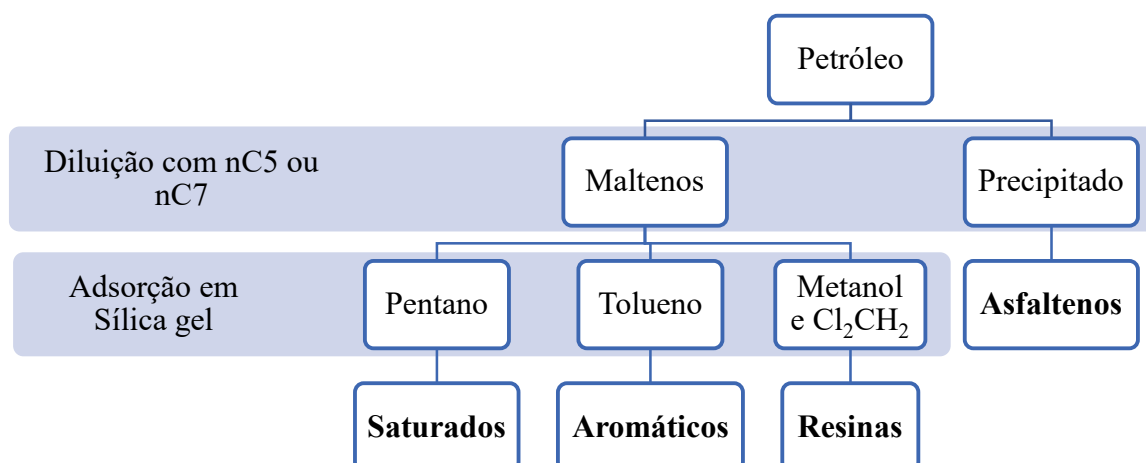 Petróleo
Diluição com nC5 ou
nC7
Maltenos
Precipitado
Adsorção em
Sílica gel
Pentano
Tolueno
Metanol
e Cl₂CH₂
Asfaltenos
Saturados
Aromáticos
Resinas